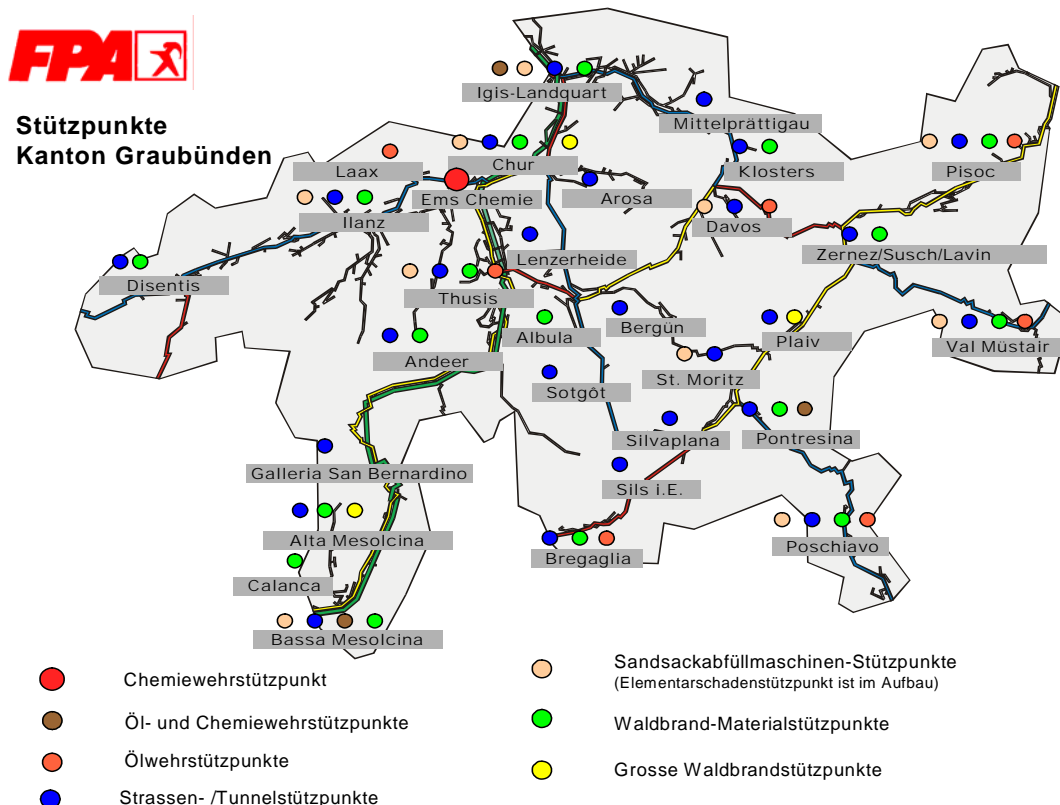 FPA
Stützpunkte
Kanton Graubünden
Igis-Landquart
Mittelprättigau
Laax
Chur
Klosters
Pisoc
Ems Chemie
Arosa
Ilanz
Davos
Lenzerheide
Zernez/Susch/Lavin
Disentis
Thusis
Bergün
Albula
Plaiv
Val Müstair
Andeer
St. Moritz
Sotgôt
Silvaplana
Pontresina
Galleria San Bernardino
Sils i.E.
Alta Mesolcina
Poschiavo
Bregaglia
Calanca
Bassa Mesolcina
Chemiewehrstützpunkt
Öl- und Chemiewehrstützpunkte
Ölwehrstützpunkte
Strassen- /Tunnelstützpunkte
Sandsackabfüllmaschinen-Stützpunkte
(Elementarschadenstützpunkt ist im Aufbau)
Waldbrand-Materialstützpunkte
Grosse Waldbrandstützpunkte